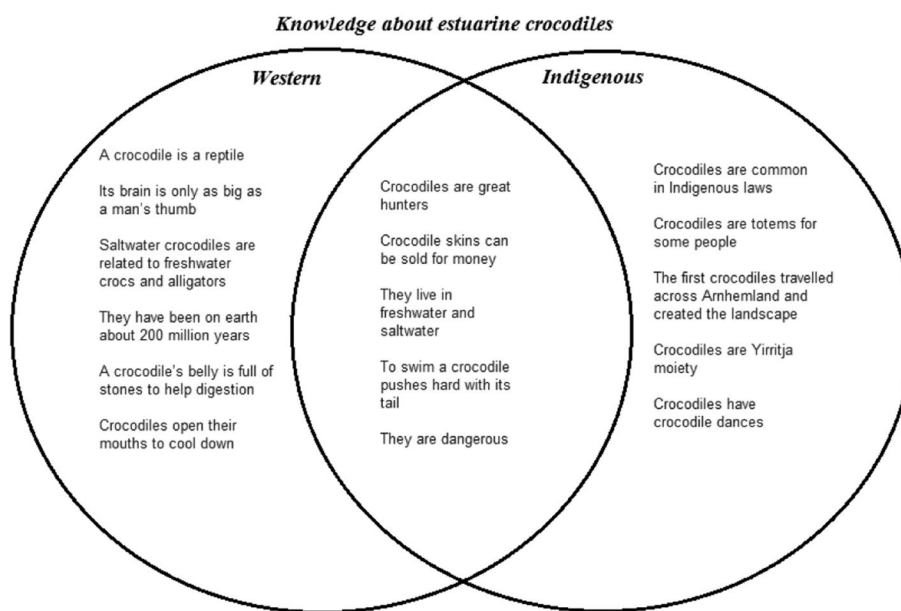 Knowledge about estuarine crocodiles
Western
A crocodile is a reptile
Its brain is only as big as
a man's thumb
Saltwater crocodiles are
related to freshwater
crocs and alligators
They have been on earth
about 200 million years
A crocodile's belly is full of
stones to help digestion
Crocodiles open their
mouths to cool down
Crocodiles are great
hunters
Crocodile skins can
be sold for money
They live in
freshwater and
saltwater
To swim a crocodile
pushes hard with its
tail
They are dangerous
Indigenous
Crocodiles are common
in Indigenous laws
Crocodiles are totems for
some people
The first crocodiles travelled
across Arnhemland and
created the landscape
Crocodiles are Yirritja
moiety
Crocodiles have
crocodile dances